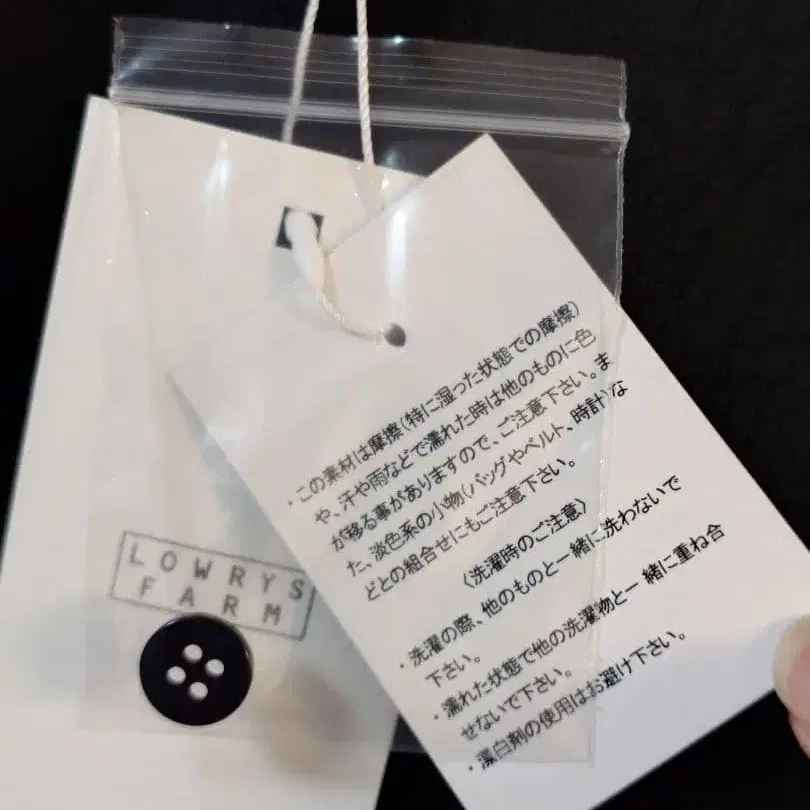 ・この素材は摩擦(特に湿った状態での摩擦)
や、汗や雨などで濡れた時は他のものに色
が移る事がありますので、ご注意下さい。ま
た、淡色系の小物(バッグやベルト、時計)な
どとの組合せにもご注意下さい。
〈洗濯時のご注意〉
・洗濯の際、他のものと一緒に洗わないで
下さい。
・濡れた状態で他の洗濯物と一緒に重ね合
せないで下さい。
・漂白剤の使用はお避け下さい。
LOWRYS
FARM